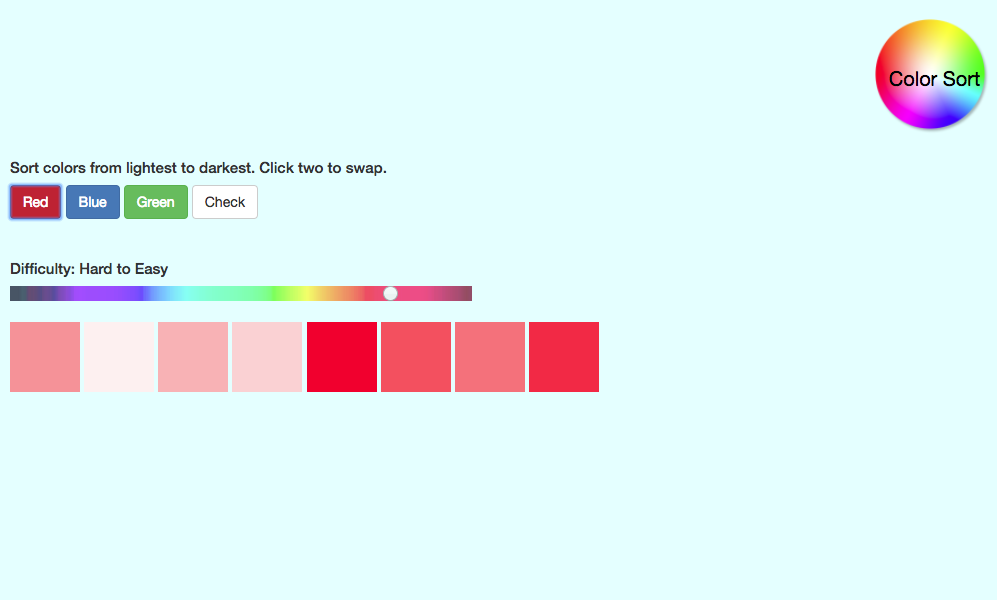 Color Sort
Sort colors from lightest to darkest. Click two to swap.
Red Blue Green Check
Difficulty: Hard to Easy